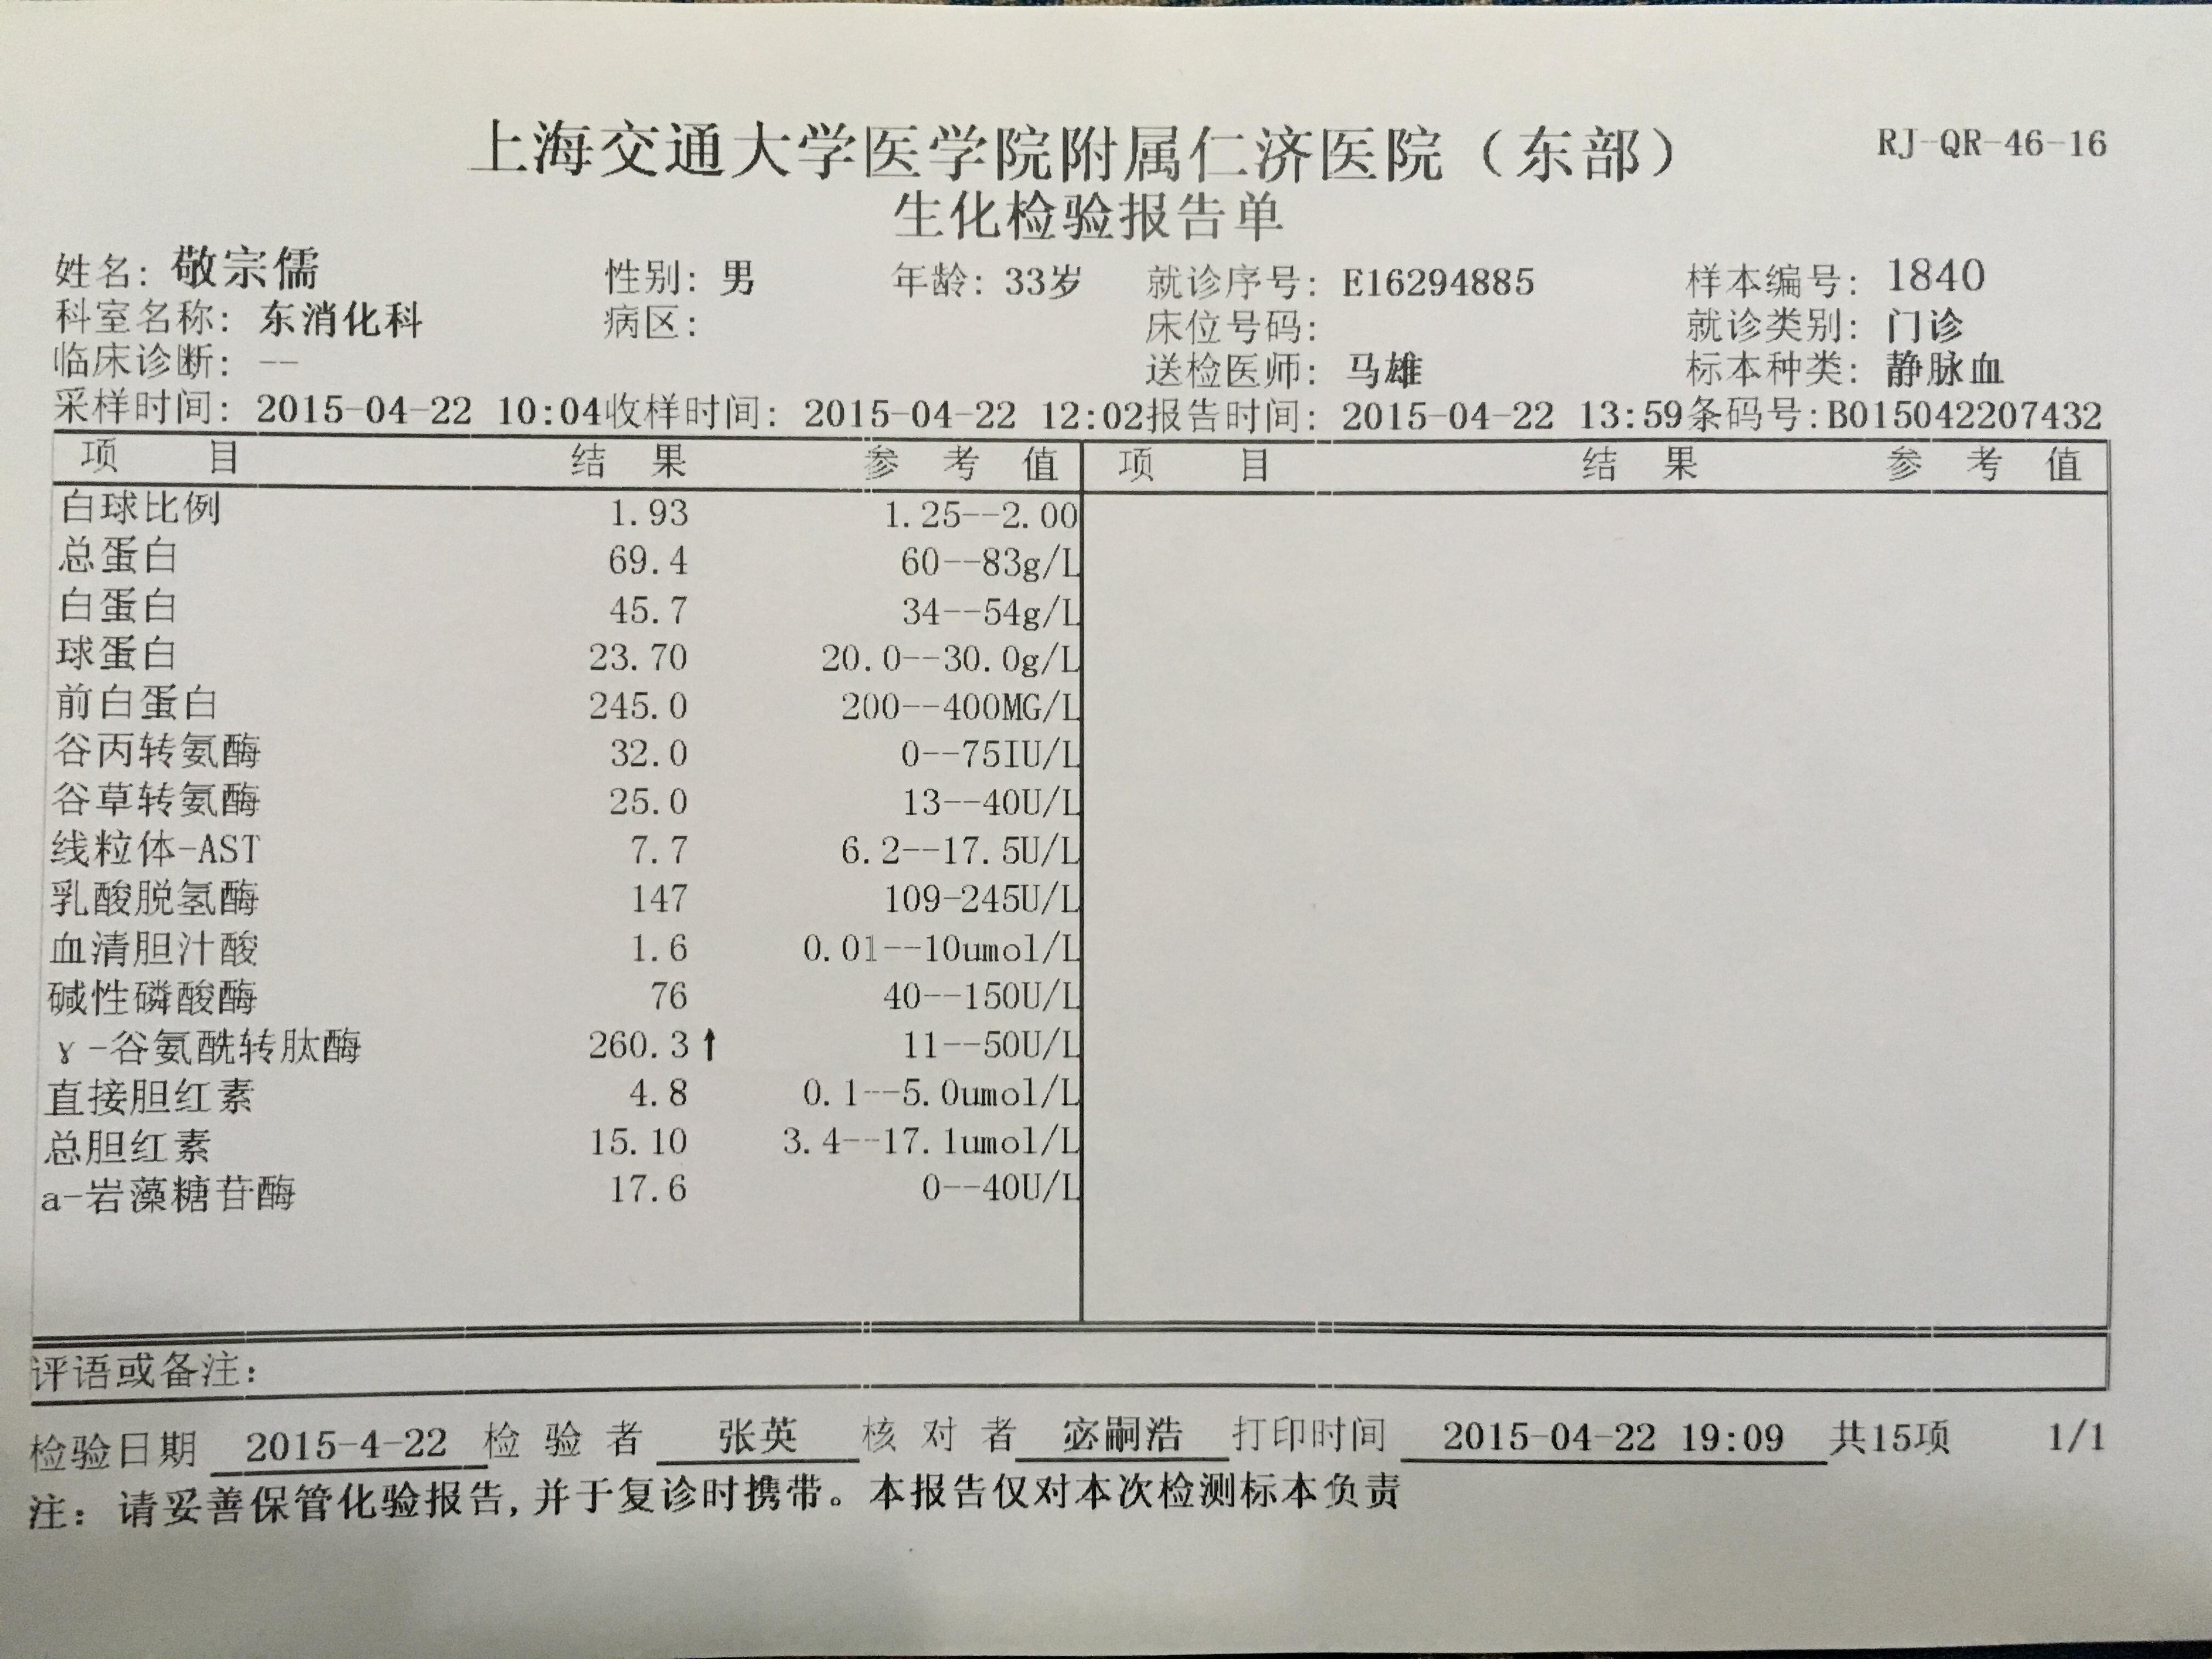 上海交通大学医学院附属仁济医院（东部） RJ-QR-46-16
生化检验报告单
姓名: 敬宗儒 性别: 男 年龄: 33岁 就诊序号: E16294885 样本编号: 1840
科室名称: 东消化科 病区: 床位号码: 就诊类别: 门诊
临床诊断: -- 送检医师: 马雄 标本种类: 静脉血
采样时间: 2015-04-22 10:04收样时间: 2015-04-22 12:02报告时间: 2015-04-22 13:59条码号:B015042207432
项 目 结 果 参 考 值 项 目 结 果 参 考 值
白球比例 1.93 1.25--2.00
总蛋白 69.4 60--83g/L
白蛋白 45.7 34--54g/L
球蛋白 23.70 20.0--30.0g/L
前白蛋白 245.0 200--400MG/L
谷丙转氨酶 32.0 0--75IU/L
谷草转氨酶 25.0 13--40U/L
线粒体-AST 7.7 6.2--17.5U/L
乳酸脱氢酶 147 109-245U/L
血清胆汁酸 1.6 0.01--10umol/L
碱性磷酸酶 76 40--150U/L
γ-谷氨酰转肽酶 260.3↑ 11--50U/L
直接胆红素 4.8 0.1--5.0umol/L
总胆红素 15.10 3.4--17.1umol/L
a-岩藻糖苷酶 17.6 0--40U/L
评语或备注:
检验日期 2015-4-22 检 验 者 张英 核 对 者 宓嗣浩 打印时间 2015-04-22 19:09 共15项 1/1
注: 请妥善保管化验报告,并于复诊时携带。本报告仅对本次检测标本负责